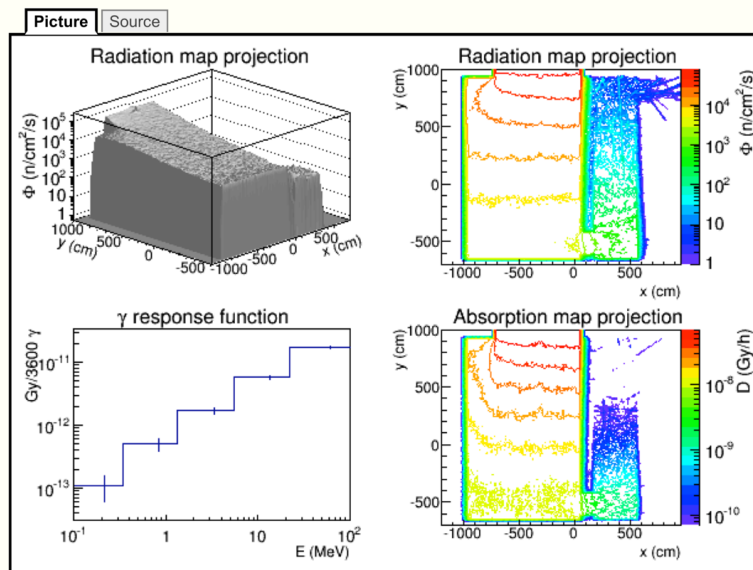 Picture Source
Radiation map projection
Φ (n/cm²/s)
10⁵
10⁴
10³
10²
10
1
1000
500
0
-500
y (cm)
-1000
-500
0
500
x (cm)
Radiation map projection
y (cm)
1000
500
0
-500
-1000 -500 0 500
x (cm)
10⁴
10³
10²
10
1
Φ (n/cm²/s)
γ response function
Gy/3600 γ
10⁻¹¹
10⁻¹²
10⁻¹³
10⁻¹ 1 10 10²
E (MeV)
Absorption map projection
y (cm)
1000
500
0
-500
-1000 -500 0 500
x (cm)
10⁻⁸
10⁻⁹
10⁻¹⁰
D (Gy/h)